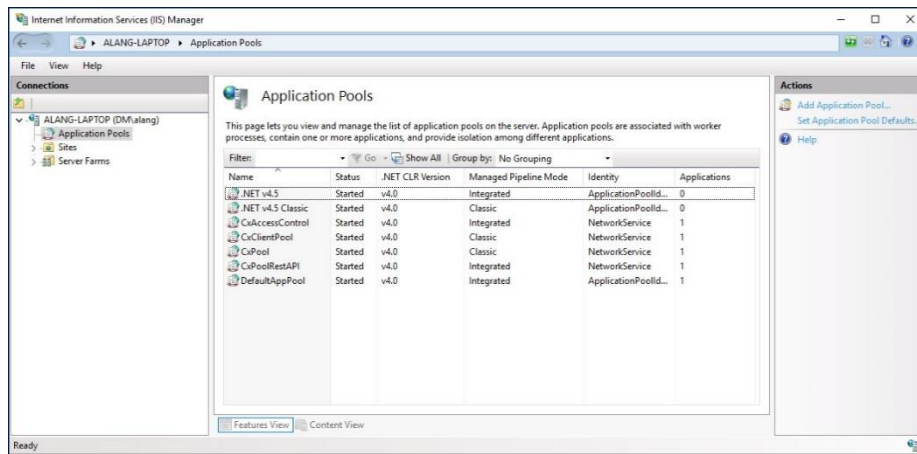 Internet Information Services (IIS) Manager
ALANG-LAPTOP Application Pools
File View Help
Connections
ALANG-LAPTOP (DM\alang)
Application Pools
Sites
Server Farms
Application Pools
This page lets you view and manage the list of application pools on the server. Application pools are associated with worker
processes, contain one or more applications, and provide isolation among different applications.
Filter: Go Show All Group by: No Grouping
Name Status .NET CLR Version Managed Pipeline Mode Identity Applications
.NET v4.5 Started v4.0 Integrated ApplicationPoolId... 0
.NET v4.5 Classic Started v4.0 Classic ApplicationPoolId... 0
CxAccessControl Started v4.0 Integrated NetworkService 1
CxClientPool Started v4.0 Classic NetworkService 1
CxPool Started v4.0 Classic NetworkService 1
CxPoolRestAPI Started v4.0 Integrated NetworkService 1
DefaultAppPool Started v4.0 Integrated ApplicationPoolId... 1
Features View Content View
Actions
Add Application Pool...
Set Application Pool Defaults.
Help
Ready